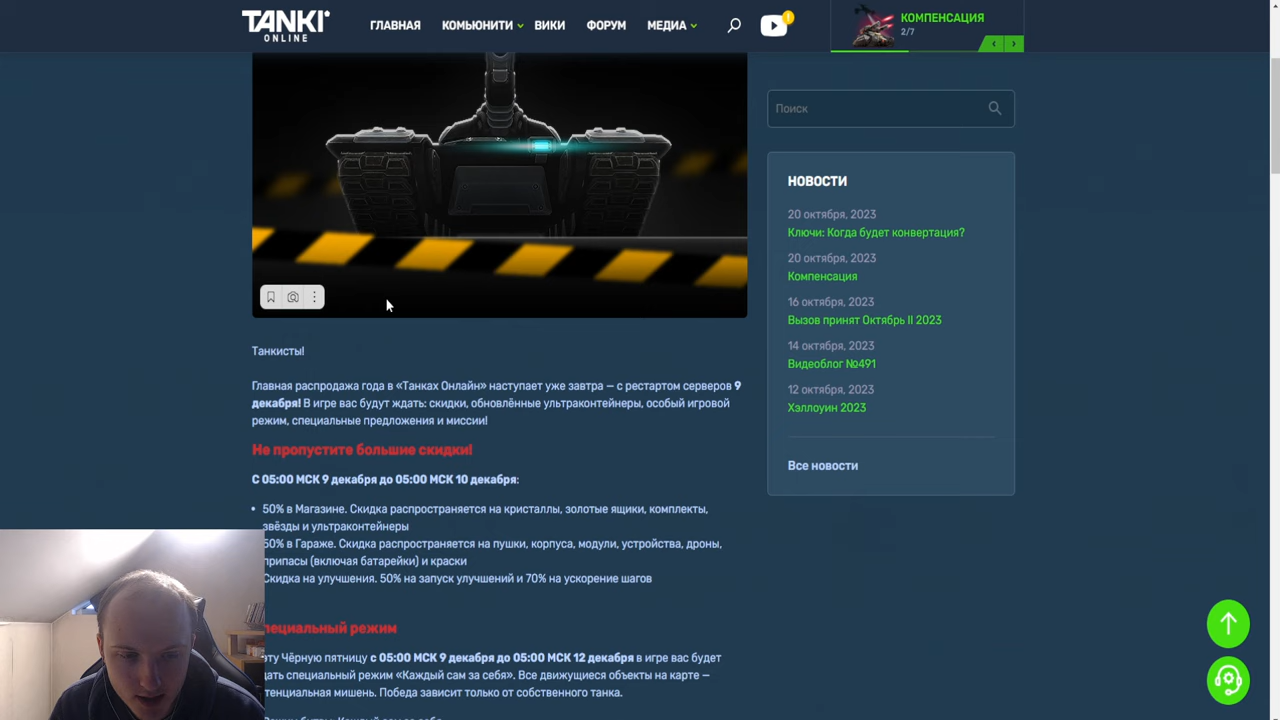 TANKI
ONLINE
ГЛАВНАЯ
КОМЬЮНИТИ
ВИКИ
ФОРУМ
МЕДИА
1
КОМПЕНСАЦИЯ
2/7
Поиск
НОВОСТИ
20 октября, 2023
Ключи: Когда будет конвертация?
20 октября, 2023
Компенсация
16 октября, 2023
Вызов принят Октябрь II 2023
14 октября, 2023
Видеоблог №491
12 октября, 2023
Хэллоуин 2023
Все новости
Танкисты!
Главная распродажа года в «Танках Онлайн» наступает уже завтра — с рестартом серверов 9
декабря! В игре вас будут ждать: скидки, обновлённые ультраконтейнеры, особый игровой
режим, специальные предложения и миссии!
Не пропустите большие скидки!
С 05:00 МСК 9 декабря до 05:00 МСК 10 декабря:
• 50% в Магазине. Скидка распространяется на кристаллы, золотые ящики, комплекты,
звёзды и ультраконтейнеры
50% в Гараже. Скидка распространяется на пушки, корпуса, модули, устройства, дроны,
припасы (включая батарейки) и краски
Скидка на улучшения. 50% на запуск улучшений и 70% на ускорение шагов
пециальный режим
эту Чёрную пятницу с 05:00 МСК 9 декабря до 05:00 МСК 12 декабря в игре вас будет
дать специальный режим «Каждый сам за себя». Все движущиеся объекты на карте —
тенциальная мишень. Победа зависит только от собственного танка.